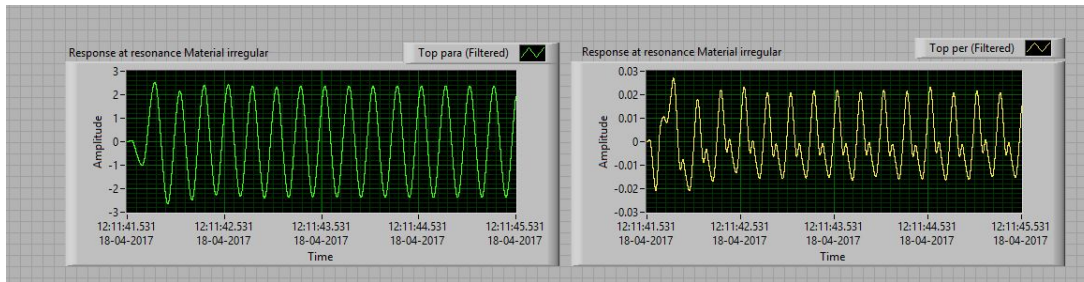 Response at resonance Material irregular
Top para (Filtered)
Amplitude
3
2
1
0
-1
-2
-3
12:11:41.531 12:11:42.531 12:11:43.531 12:11:44.531 12:11:45.531
18-04-2017 18-04-2017 18-04-2017 18-04-2017 18-04-2017
Time
Response at resonance Material irregular
Top per (Filtered)
Amplitude
0.03
0.02
0.01
0
-0.01
-0.02
-0.03
12:11:41.531 12:11:42.531 12:11:43.531 12:11:44.531 12:11:45.531
18-04-2017 18-04-2017 18-04-2017 18-04-2017 18-04-2017
Time